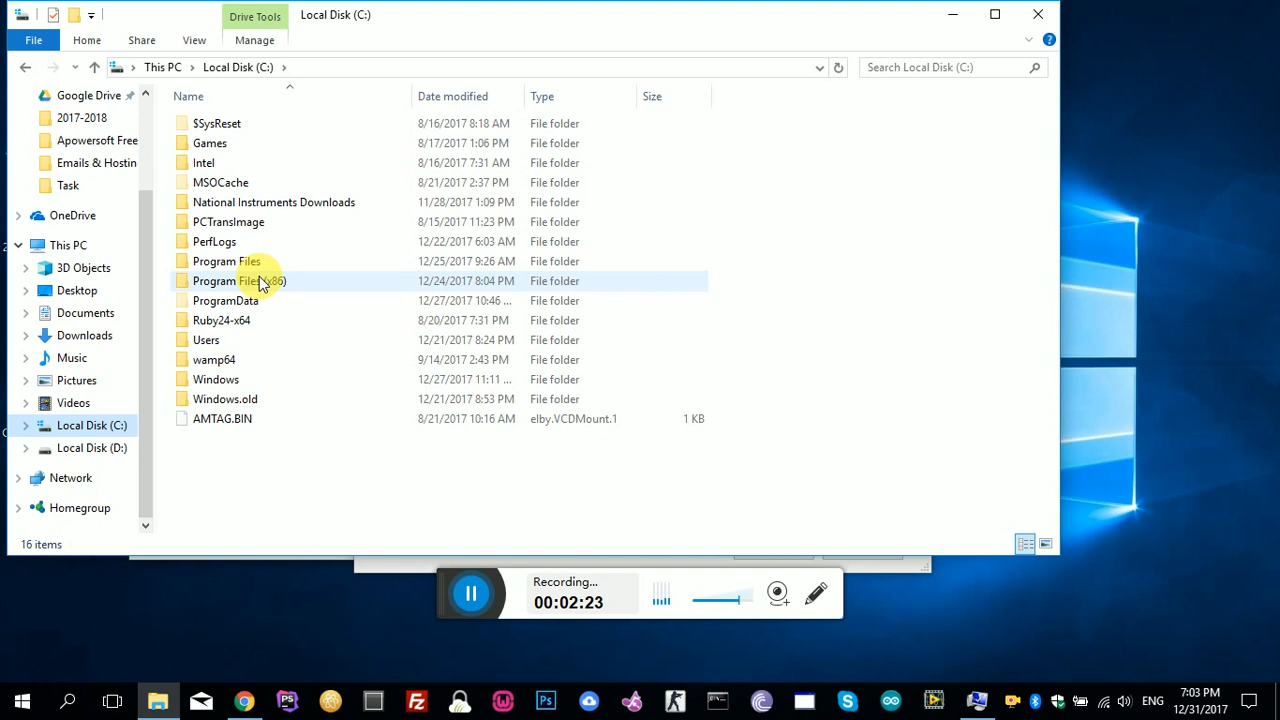 Drive Tools
Local Disk (C:)
File
Home
Share
View
Manage
This PC
Local Disk (C:)
Search Local Disk (C:)
Google Drive
2017-2018
Apowersoft Free
Emails & Hostin
Task
OneDrive
This PC
3D Objects
Desktop
Documents
Downloads
Music
Pictures
Videos
Local Disk (C:)
Local Disk (D:)
Network
Homegroup
Name Date modified Type Size
$SysReset 8/16/2017 8:18 AM File folder
Games 8/17/2017 1:06 PM File folder
Intel 8/16/2017 7:31 AM File folder
MSOCache 8/21/2017 2:37 PM File folder
National Instruments Downloads 11/28/2017 1:09 PM File folder
PCTransImage 8/15/2017 11:23 PM File folder
PerfLogs 12/22/2017 6:03 AM File folder
Program Files 12/25/2017 9:26 AM File folder
Program Files (x86) 12/24/2017 8:04 PM File folder
ProgramData 12/27/2017 10:46 ... File folder
Ruby24-x64 8/20/2017 7:31 PM File folder
Users 12/21/2017 8:24 PM File folder
wamp64 9/14/2017 2:43 PM File folder
Windows 12/27/2017 11:11 ... File folder
Windows.old 12/21/2017 8:53 PM File folder
AMTAG.BIN 8/21/2017 10:16 AM elby.VCDMount.1 1 KB
16 items
Recording...
00:02:23
PS
Ps
ENG
7:03 PM
12/31/2017